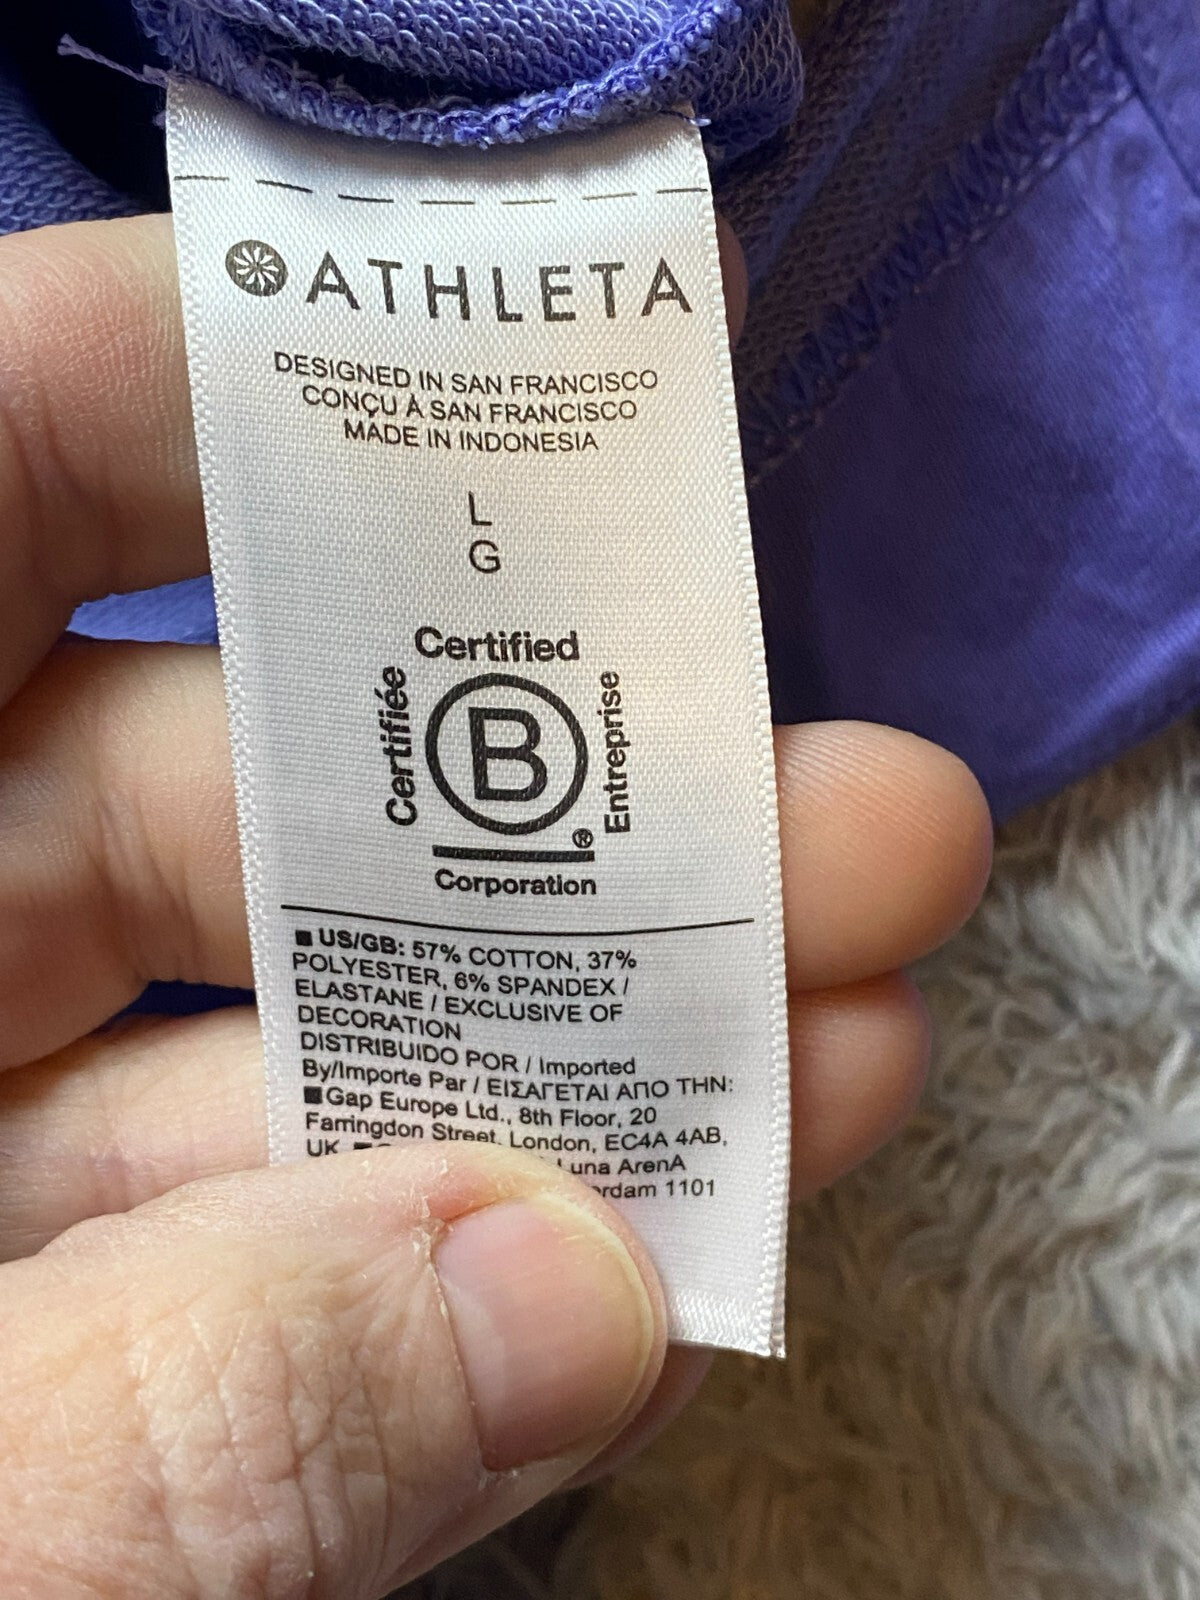 ATHLETA
DESIGNED IN SAN FRANCISCO
CONÇU À SAN FRANCISCO
MADE IN INDONESIA
L
G
Certified
Certifiée
B
Entreprise
®
Corporation
US/GB: 57% COTTON, 37%
POLYESTER, 6% SPANDEX /
ELASTANE / EXCLUSIVE OF
DECORATION
DISTRIBUIDO POR / Imported
By/Importe Par / ΕΙΣΑΓΕΤΑΙ ΑΠΟ ΤΗΝ:
Gap Europe Ltd., 8th Floor, 20
Farringdon Street, London, EC4A 4AB,
UK Luna ArenA
1101